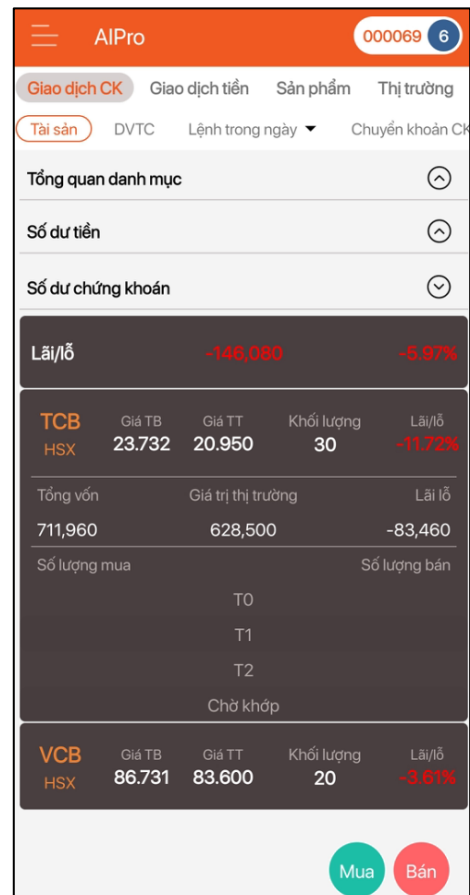 AIPro 000069 6
Giao dịch CK Giao dịch tiền Sản phẩm Thị trường
Tài sản DVTC Lệnh trong ngày Chuyển khoản CK
Tổng quan danh mục
Số dư tiền
Số dư chứng khoán
Lãi/lỗ -146,080 -5.97%
TCB Giá TB Giá TT Khối lượng Lãi/lỗ
HSX 23.732 20.950 30 -11.72%
Tổng vốn Giá trị thị trường Lãi lỗ
711,960 628,500 -83,460
Số lượng mua Số lượng bán
T0
T1
T2
Chờ khớp
VCB Giá TB Giá TT Khối lượng Lãi/lỗ
HSX 86.731 83.600 20 -3.61%
Mua Bán